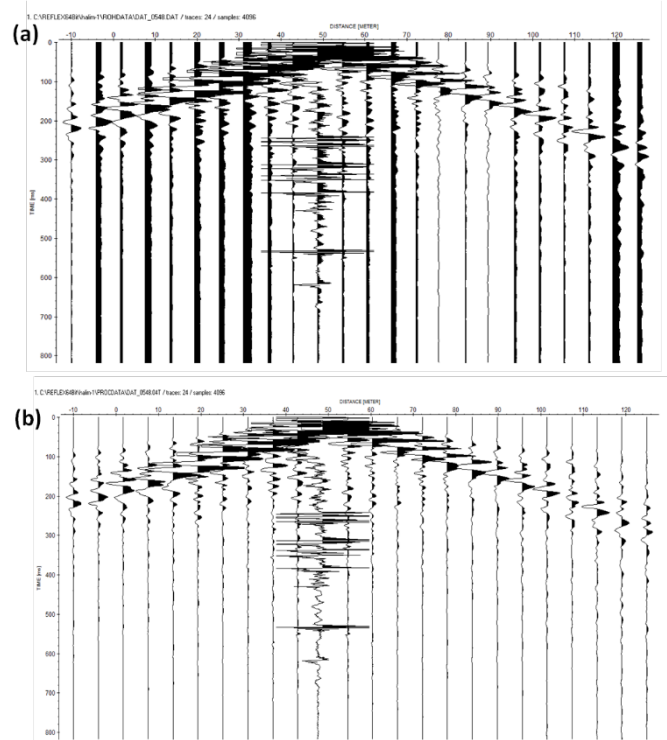 1. C:\REFLEX64Bit\halim-1\ROHDATA\DAT_0548.DAT / traces: 24 / samples: 4096
(a)
DISTANCE [METER]
-10 0 10 20 30 40 50 60 70 80 90 100 110 120
0
100
200
300
400
500
600
700
800
TIME [ms]
1. C:\REFLEX64Bit\halim-1\PROCDATA\DAT_0548.04T / traces: 24 / samples: 4096
(b)
DISTANCE [METER]
-10 0 10 20 30 40 50 60 70 80 90 100 110 120
0
100
200
300
400
500
600
700
800
TIME [ms]